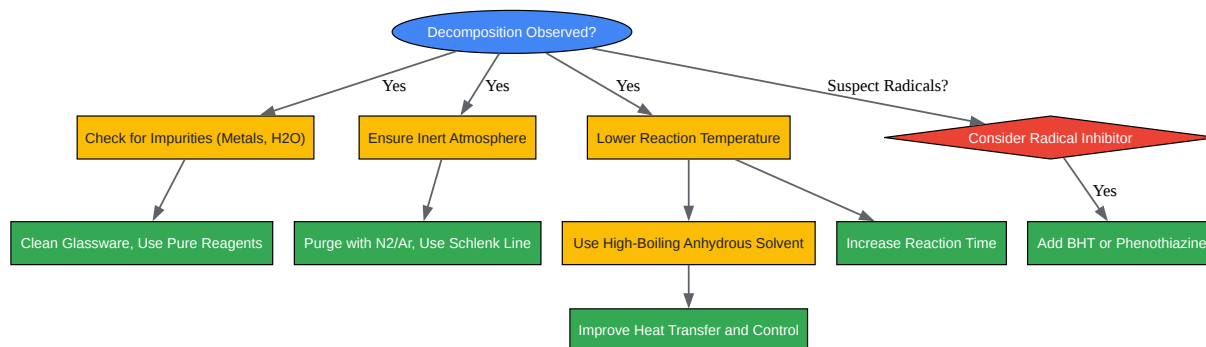 Decomposition Observed?
Yes
Yes
Yes
Suspect Radicals?
Check for Impurities (Metals, H2O)
Ensure Inert Atmosphere
Lower Reaction Temperature
Consider Radical Inhibitor
Yes
Clean Glassware, Use Pure Reagents
Purge with N2/Ar, Use Schlenk Line
Use High-Boiling Anhydrous Solvent
Increase Reaction Time
Add BHT or Phenothiazine
Improve Heat Transfer and Control